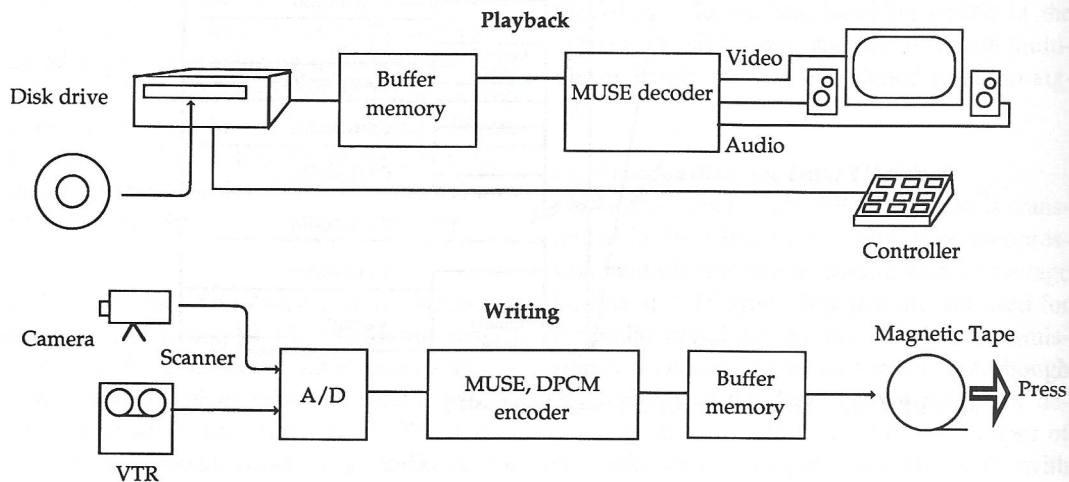 Playback
Disk drive
Buffer
memory
MUSE decoder
Video
Audio
Controller
Writing
Camera
Scanner
VTR
A/D
MUSE, DPCM
encoder
Buffer
memory
Magnetic Tape
Press